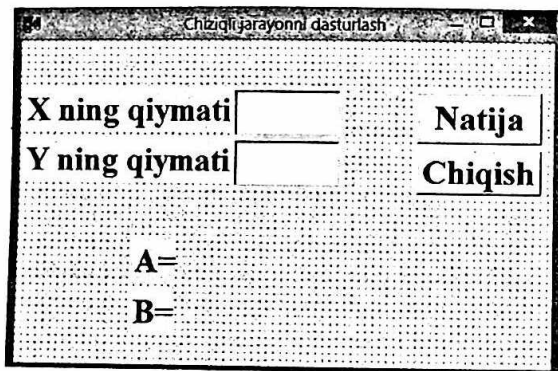 Chiziqli jarayonni dasturlash
X ning qiymati
Natija
Y ning qiymati
Chiqish
A=
B=